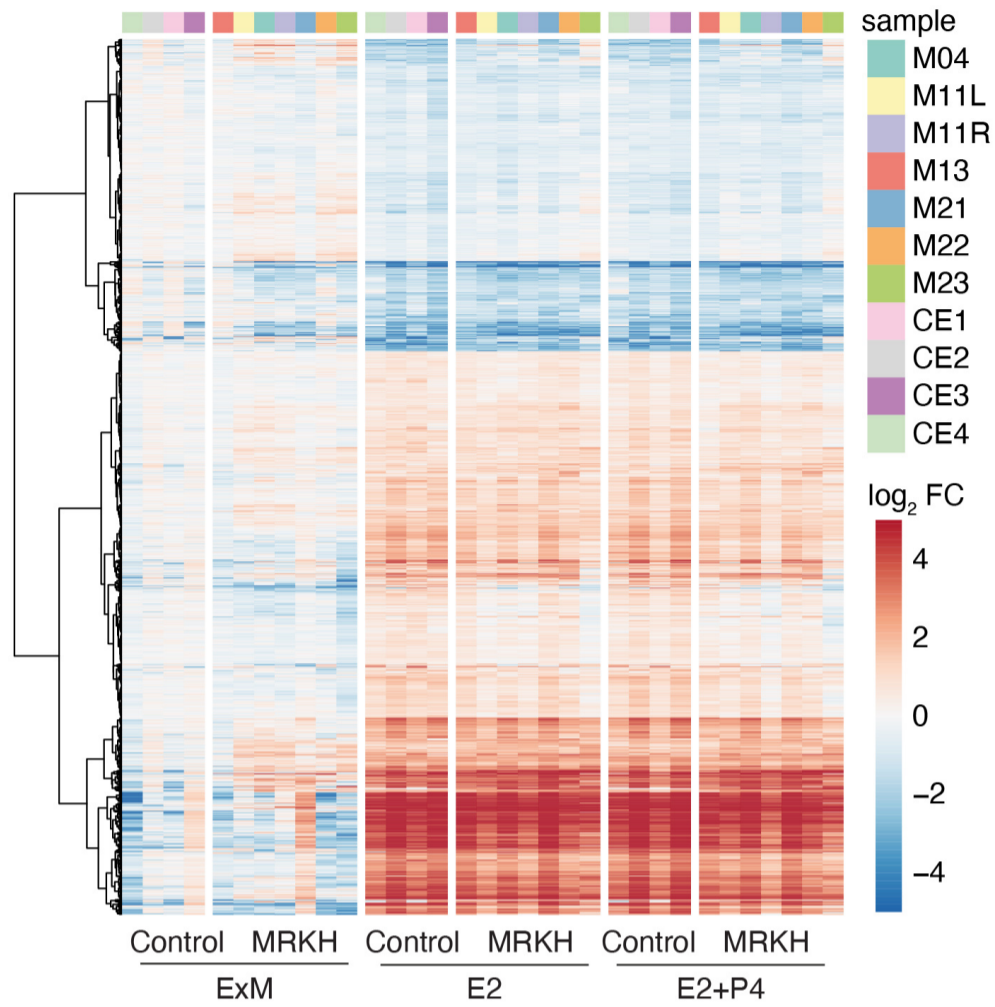 sample
M04
M11L
M11R
M13
M21
M22
M23
CE1
CE2
CE3
CE4
log₂ FC
4
2
0
−2
−4
Control MRKH Control MRKH Control MRKH
ExM E2 E2+P4